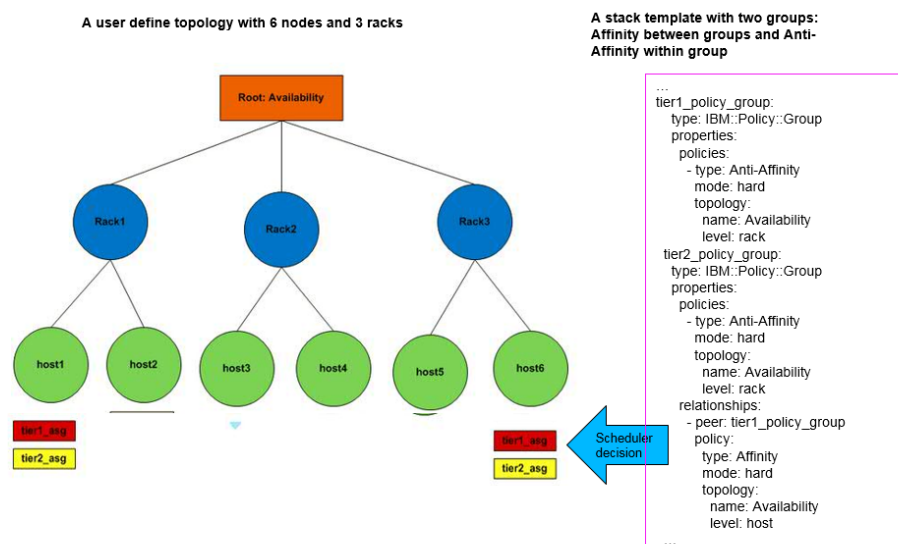 A user define topology with 6 nodes and 3 racks
A stack template with two groups:
Affinity between groups and Anti-
Affinity within group
Root: Availability
Rack1
Rack2
Rack3
host1
host2
host3
host4
host5
host6
tier1_asg
tier2_asg
tier1_asg
tier2_asg
Scheduler
decision
...
tier1_policy_group:
type: IBM::Policy::Group
properties:
policies:
- type: Anti-Affinity
mode: hard
topology:
name: Availability
level: rack
tier2_policy_group:
type: IBM::Policy::Group
properties:
policies:
- type: Anti-Affinity
mode: hard
topology:
name: Availability
level: rack
relationships:
- peer: tier1_policy_group
policy:
type: Affinity
mode: hard
topology:
name: Availability
level: host
...